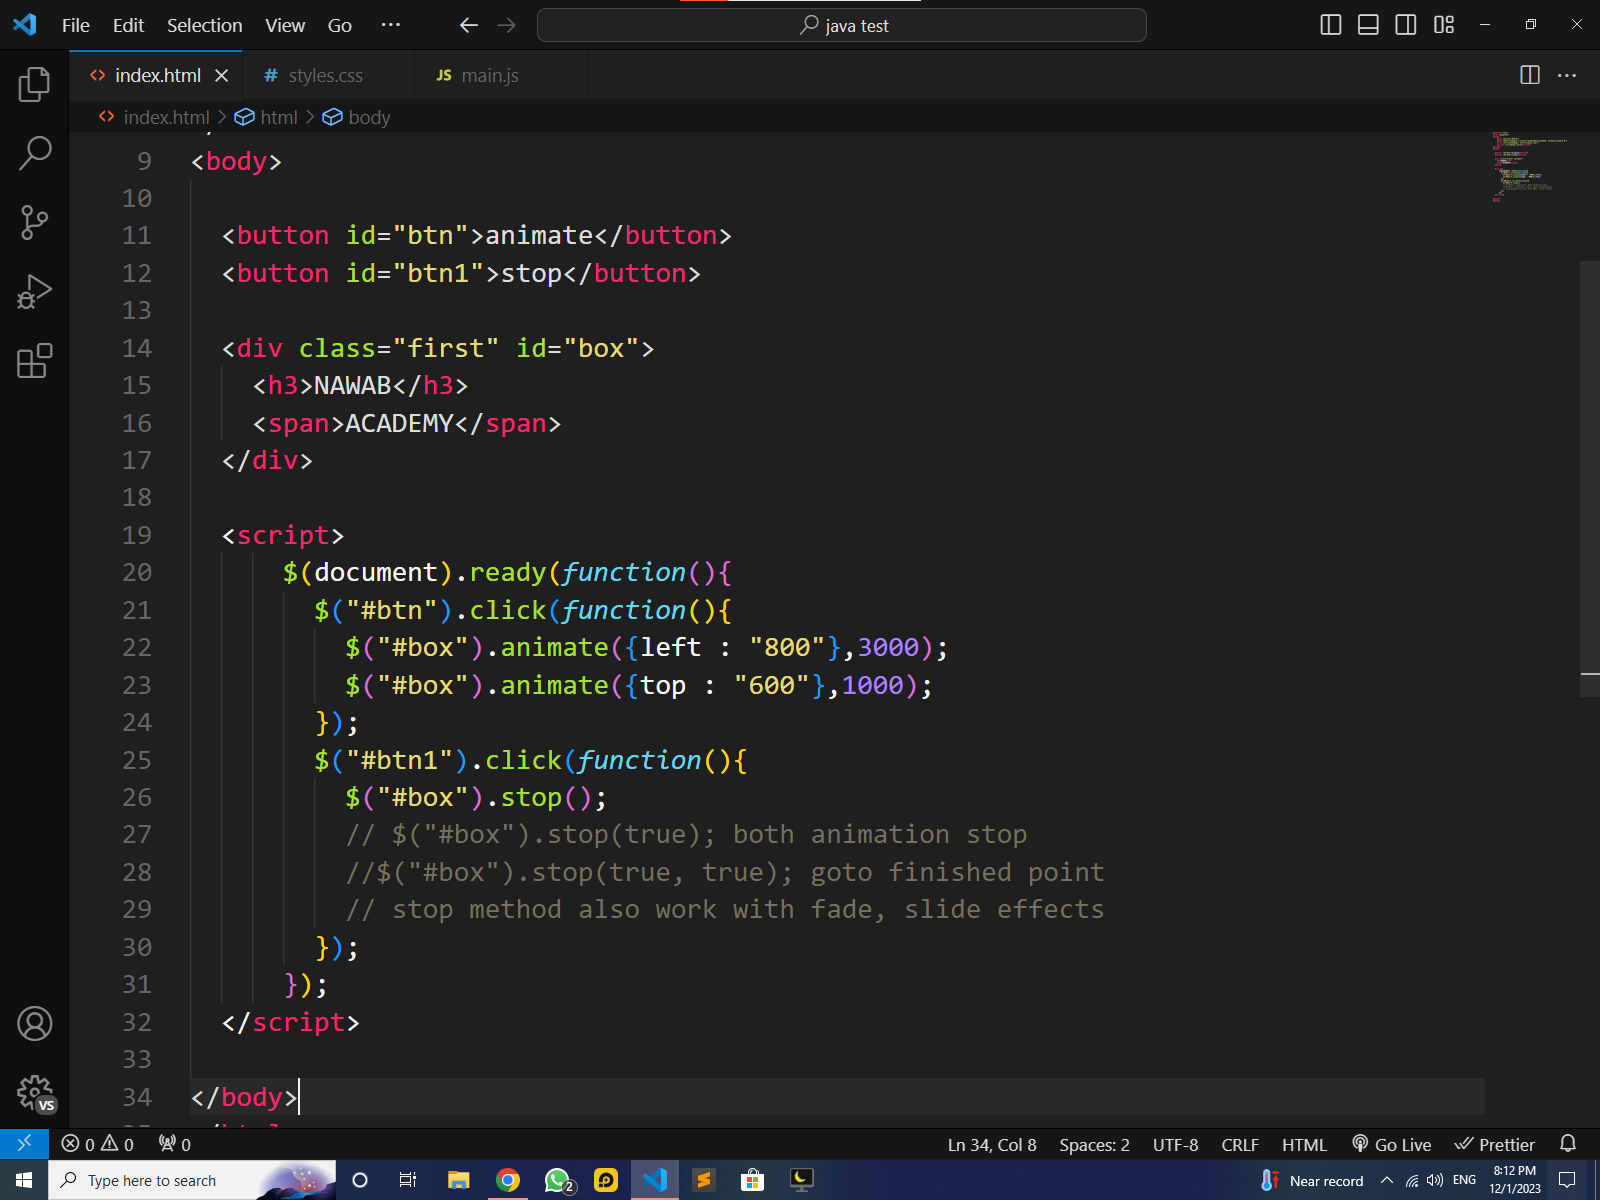 File Edit Selection View Go ···
java test
index.html
# styles.css
JS main.js
index.html > html > body
9 <body>
10
11 <button id="btn">animate</button>
12 <button id="btn1">stop</button>
13
14 <div class="first" id="box">
15 <h3>NAWAB</h3>
16 <span>ACADEMY</span>
17 </div>
18
19 <script>
20 $(document).ready(function(){
21 $("#btn").click(function(){
22 $("#box").animate({left : "800"},3000);
23 $("#box").animate({top : "600"},1000);
24 });
25 $("#btn1").click(function(){
26 $("#box").stop();
27 // $("#box").stop(true); both animation stop
28 //$("#box").stop(true, true); goto finished point
29 // stop method also work with fade, slide effects
30 });
31 });
32 </script>
33
34 </body>
VS
0 0 0
Ln 34, Col 8 Spaces: 2 UTF-8 CRLF HTML Go Live Prettier
Type here to search
2
Near record
ENG
8:12 PM
12/1/2023